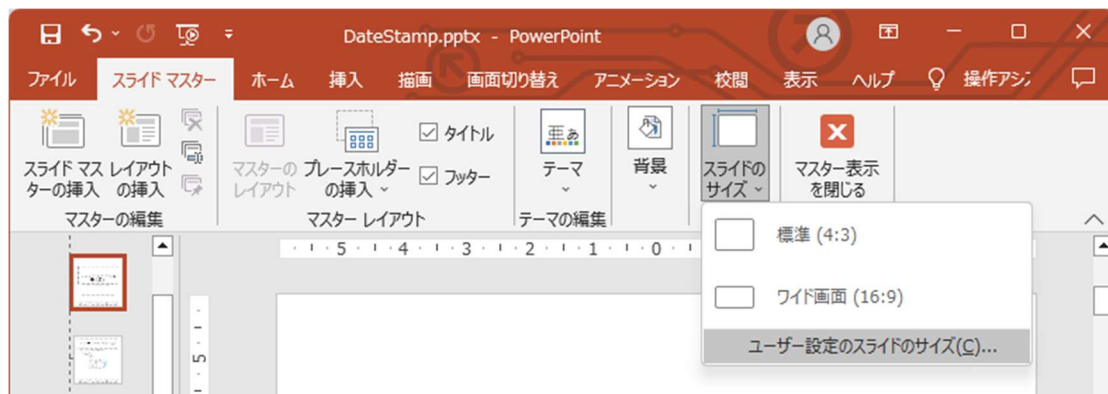 DateStamp.pptx - PowerPoint
ファイル スライド マスター ホーム 挿入 描画 画面切り替え アニメーション 校閲 表示 ヘルプ 操作アシ
スライド マス レイアウト マスターの プレースホルダー タイトル テーマ 背景 スライドの マスター表示
ターの挿入 の挿入 レイアウト の挿入 フッター サイズ を閉じる
亜あ
マスターの編集 マスター レイアウト テーマの編集
標準 (4:3)
5 4 3 2 1 0
ワイド画面 (16:9)
ユーザー設定のスライドのサイズ(C)...
5